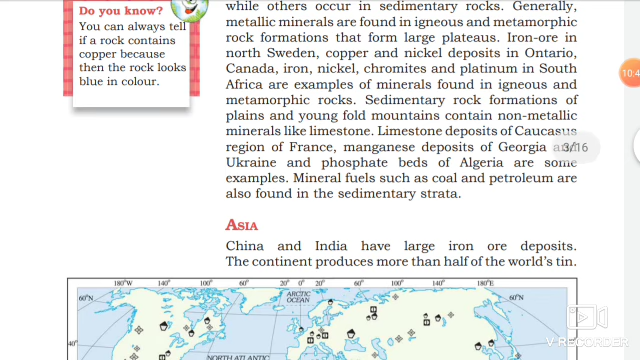 Do you know?
You can always tell
if a rock contains
copper because
then the rock looks
blue in colour.
while others occur in sedimentary rocks. Generally,
metallic minerals are found in igneous and metamorphic
rock formations that form large plateaus. Iron-ore in
north Sweden, copper and nickel deposits in Ontario,
Canada, iron, nickel, chromites and platinum in South
Africa are examples of minerals found in igneous and
metamorphic rocks. Sedimentary rock formations of
plains and young fold mountains contain non-metallic
minerals like limestone. Limestone deposits of Caucasus
region of France, manganese deposits of Georgia and
Ukraine and phosphate beds of Algeria are some
examples. Mineral fuels such as coal and petroleum are
also found in the sedimentary strata.
ASIA
China and India have large iron ore deposits.
The continent produces more than half of the world's tin.
10:4
3/16
180°W 140° 100° 60° 20° 0° 20° 60° 100° 140° 180°E
ARCTIC
OCEAN
60°N 60°N
40°
NORTH ATLANTIC
V RECORDER